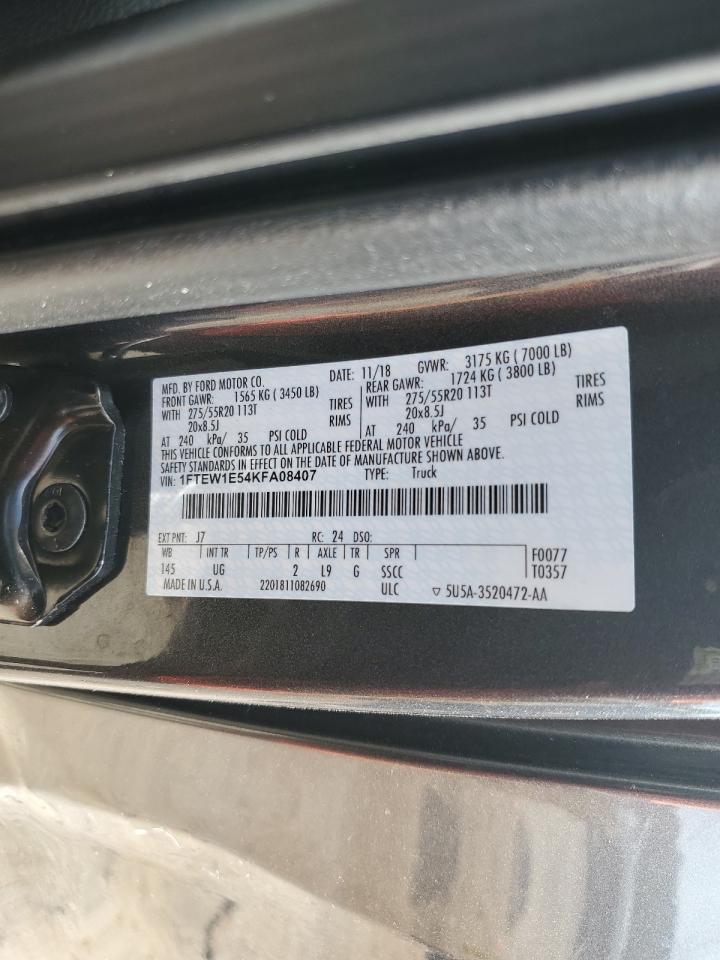 MFD. BY FORD MOTOR CO. DATE: 11/18 GVWR: 3175 KG ( 7000 LB)
FRONT GAWR: 1565 KG ( 3450 LB) REAR GAWR: 1724 KG ( 3800 LB)
WITH 275/55R20 113T TIRES WITH 275/55R20 113T TIRES
20x8.5J RIMS 20x8.5J RIMS
AT 240 kPa/ 35 PSI COLD AT 240 kPa/ 35 PSI COLD
THIS VEHICLE CONFORMS TO ALL APPLICABLE FEDERAL MOTOR VEHICLE
SAFETY STANDARDS IN EFFECT ON THE DATE OF MANUFACTURE SHOWN ABOVE.
VIN: 1FTEW1E54KFA08407 TYPE: Truck
EXT PNT: J7 RC: 24 DSO:
WB INT TR TP/PS R AXLE TR SPR F0077
145 UG 2 L9 G SSCC T0357
MADE IN U.S.A. 2201811082690 ULC ▽ 5U5A-3520472-AA